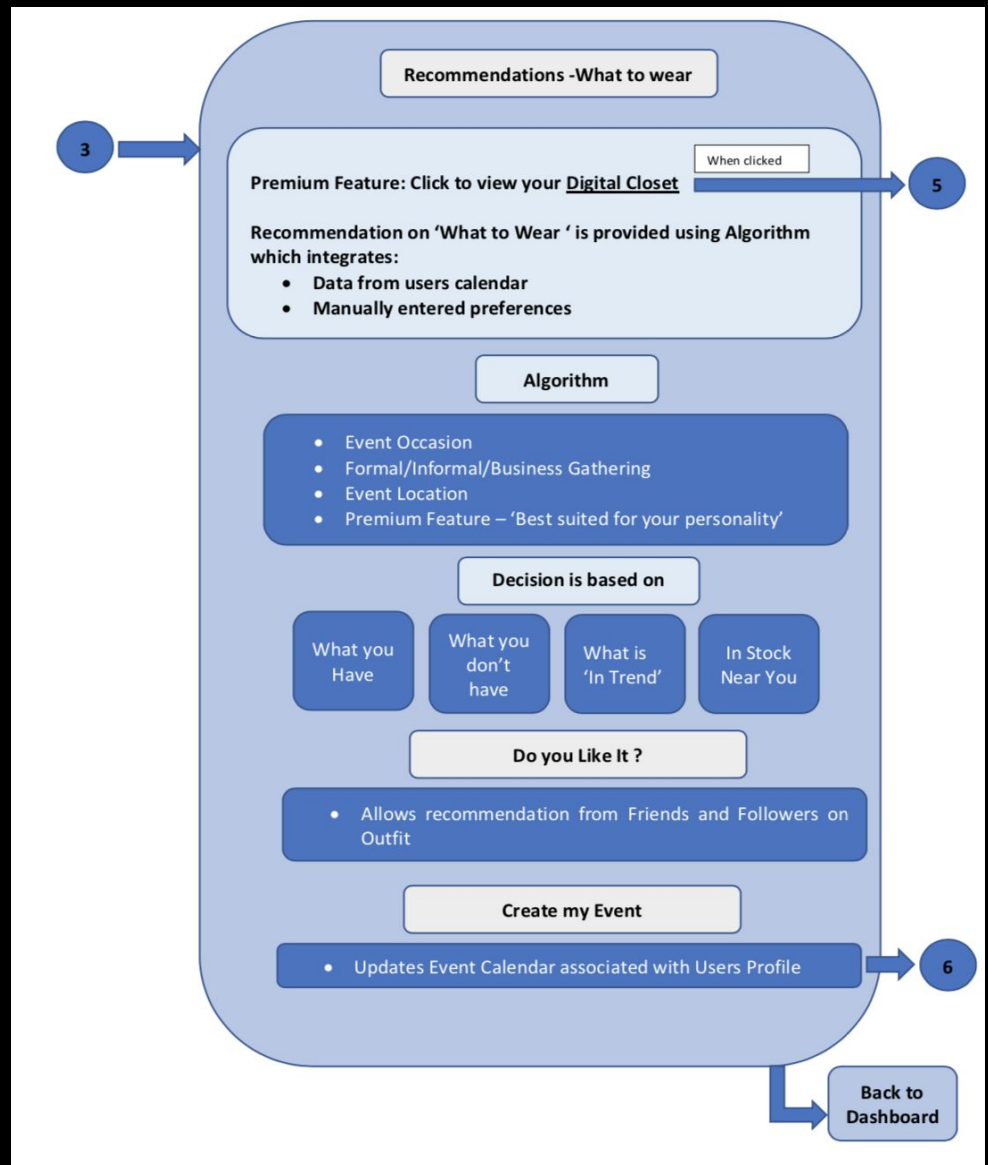 Recommendations -What to wear
3
When clicked
Premium Feature: Click to view your Digital Closet
5
Recommendation on ‘What to Wear ‘ is provided using Algorithm
which integrates:
• Data from users calendar
• Manually entered preferences
Algorithm
• Event Occasion
• Formal/Informal/Business Gathering
• Event Location
• Premium Feature – ‘Best suited for your personality’
Decision is based on
What you
Have
What you
don’t
have
What is
‘In Trend’
In Stock
Near You
Do you Like It ?
• Allows recommendation from Friends and Followers on
Outfit
Create my Event
• Updates Event Calendar associated with Users Profile
6
Back to
Dashboard